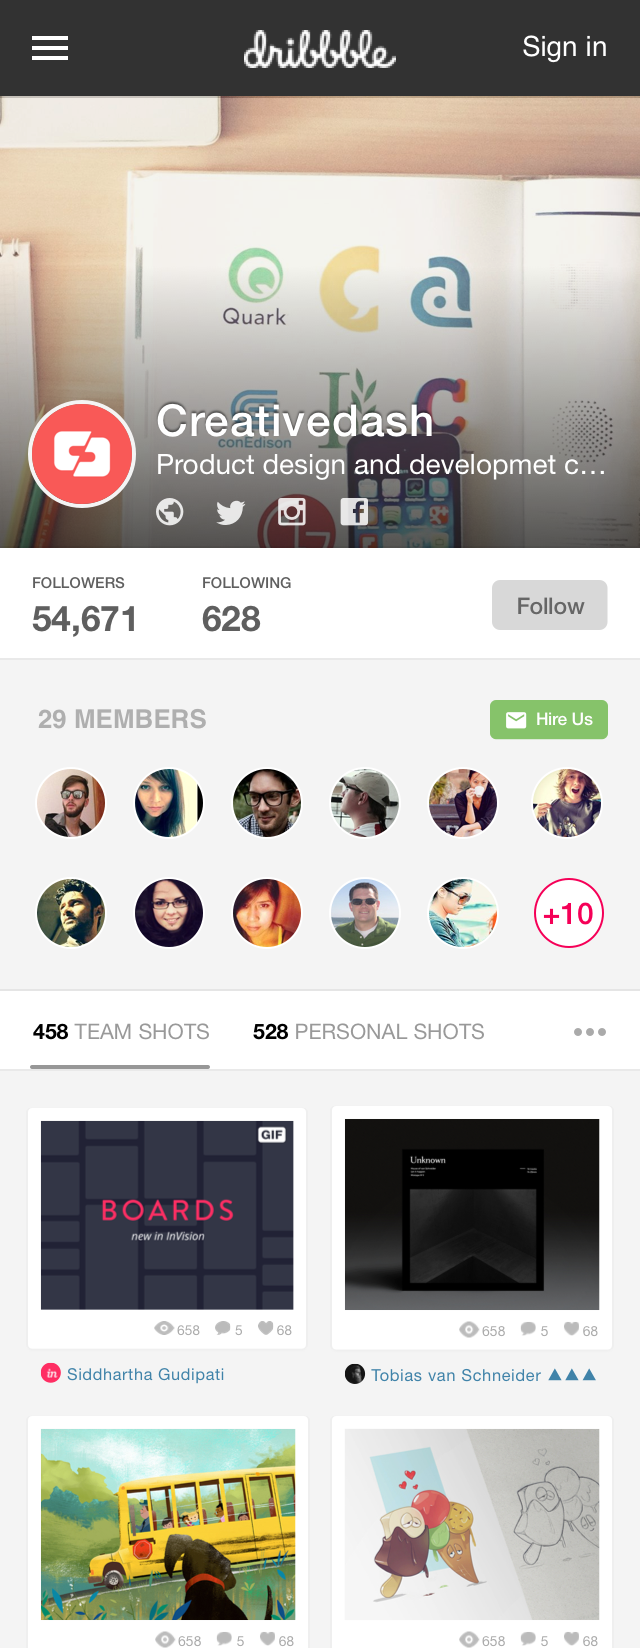 dribbble
Sign in
Quark
conEdison
Creativedash
Product design and developmet c...
FOLLOWERS
FOLLOWING
54,671
628
Follow
29 MEMBERS
Hire Us
+10
458 TEAM SHOTS
528 PERSONAL SHOTS
GIF
BOARDS
new in InVision
Unknown
658
5
68
658
5
68
in
Siddhartha Gudipati
Tobias van Schneider ▲▲▲
658
5
68
658
5
68